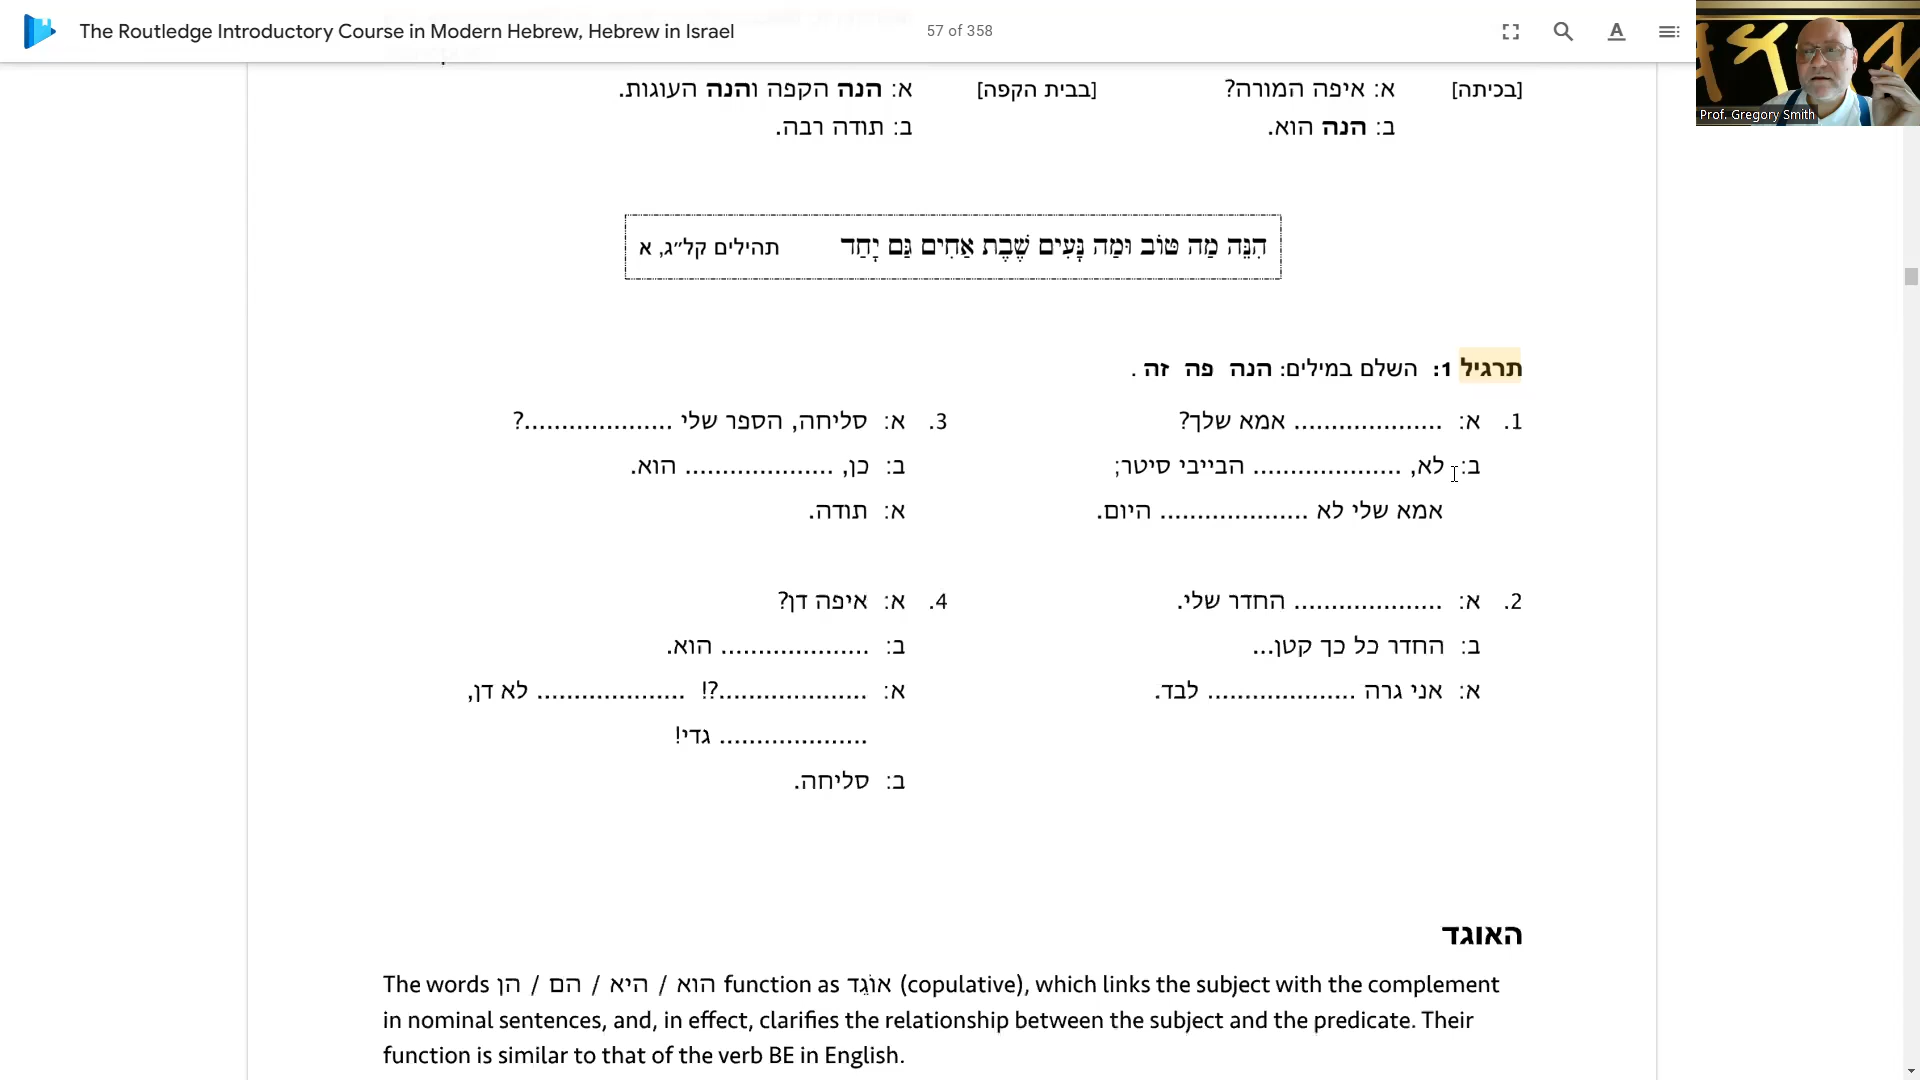 The Routledge Introductory Course in Modern Hebrew, Hebrew in Israel
57 of 358
Prof. Gregory Smith
[בכיתה] א: איפה המורה?
ב: הנה הוא.
[בבית הקפה] א: הנה הקפה והנה העוגות.
ב: תודה רבה.
הִנֵּה מַה טּוֹב וּמַה נָּעִים שֶׁבֶת אַחִים גַּם יָחַד תהילים קל״ג, א
תרגיל 1: השלם במילים: הנה פה זה .
1. א: .................... אמא שלך?
ב: לא, .................... הבייבי סיטר;
אמא שלי לא .................... היום.
2. א: .................... החדר שלי.
ב: החדר כל כך קטן...
א: אני גרה .................... לבד.
3. א: סליחה, הספר שלי ....................?
ב: כן, .................... הוא.
א: תודה.
4. א: איפה דן?
ב: .................... הוא.
א: ....................?! .................... לא דן,
.................... גדי!
ב: סליחה.
האוגד
The words הוא / היא / הם / הן function as אוֹגֵד (copulative), which links the subject with the complement
in nominal sentences, and, in effect, clarifies the relationship between the subject and the predicate. Their
function is similar to that of the verb BE in English.